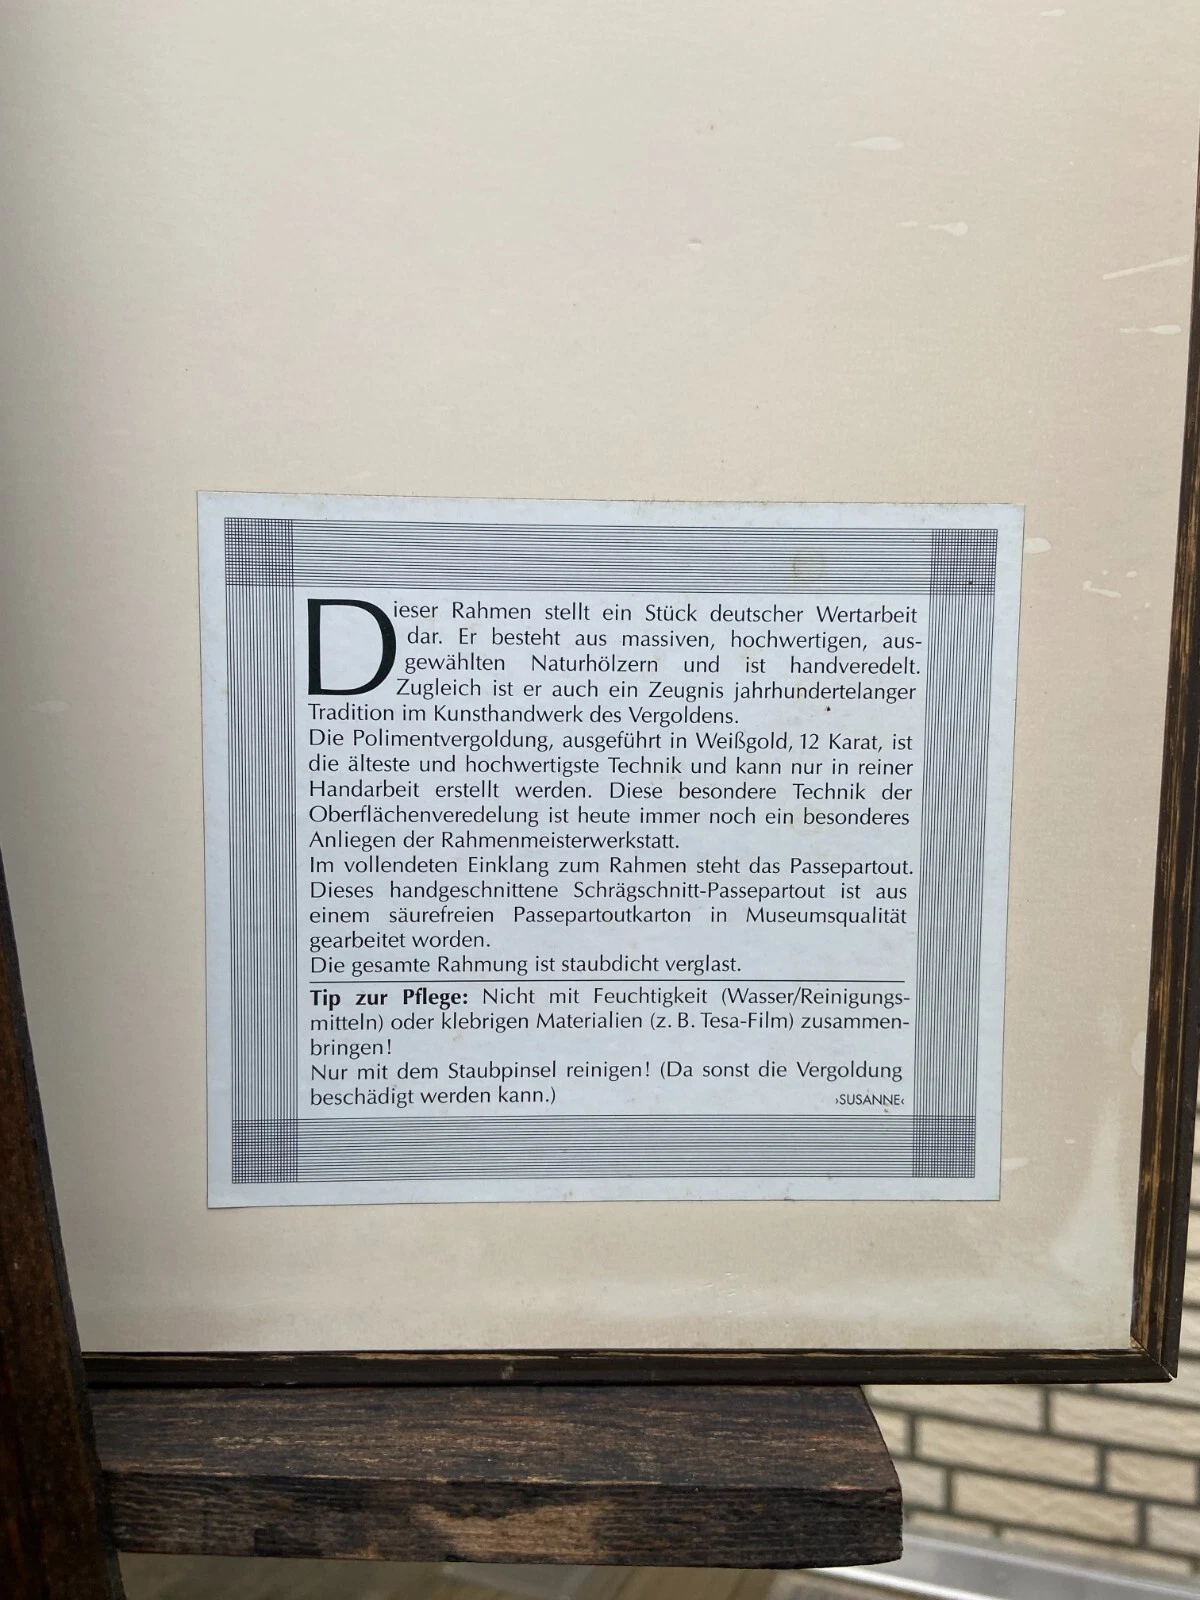 Dieser Rahmen stellt ein Stück deutscher Wertarbeit
dar. Er besteht aus massiven, hochwertigen, aus-
gewählten Naturhölzern und ist handveredelt.
Zugleich ist er auch ein Zeugnis jahrhundertelanger
Tradition im Kunsthandwerk des Vergoldens.
Die Polimentvergoldung, ausgeführt in Weißgold, 12 Karat, ist
die älteste und hochwertigste Technik und kann nur in reiner
Handarbeit erstellt werden. Diese besondere Technik der
Oberflächenveredelung ist heute immer noch ein besonderes
Anliegen der Rahmenmeisterwerkstatt.
Im vollendeten Einklang zum Rahmen steht das Passepartout.
Dieses handgeschnittene Schrägschnitt-Passepartout ist aus
einem säurefreien Passepartoutkarton in Museumsqualität
gearbeitet worden.
Die gesamte Rahmung ist staubdicht verglast.
Tip zur Pflege: Nicht mit Feuchtigkeit (Wasser/Reinigungs-
mitteln) oder klebrigen Materialien (z. B. Tesa-Film) zusammen-
bringen!
Nur mit dem Staubpinsel reinigen! (Da sonst die Vergoldung
beschädigt werden kann.) ›SUSANNE‹